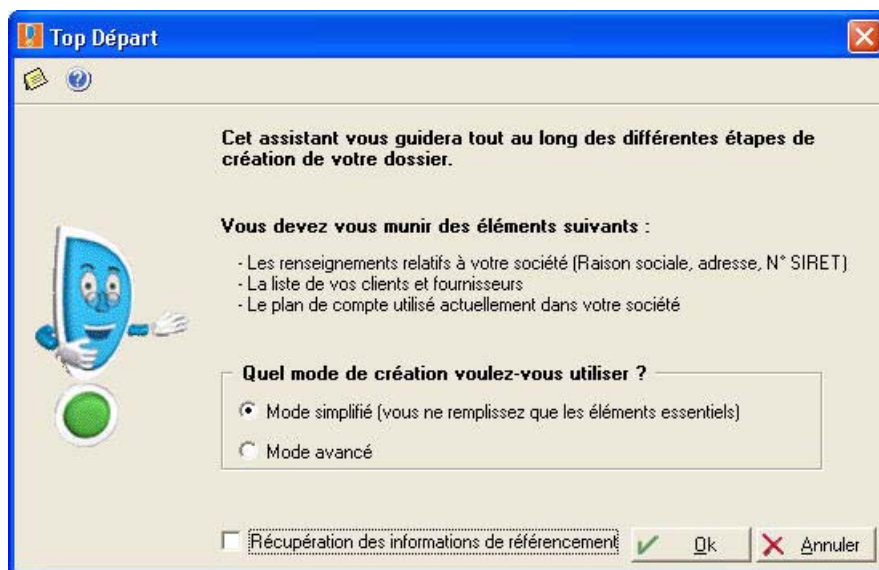 Top Départ
Cet assistant vous guidera tout au long des différentes étapes de
création de votre dossier.
Vous devez vous munir des éléments suivants :
- Les renseignements relatifs à votre société (Raison sociale, adresse, N° SIRET)
- La liste de vos clients et fournisseurs
- Le plan de compte utilisé actuellement dans votre société
Quel mode de création voulez-vous utiliser ?
Mode simplifié (vous ne remplissez que les éléments essentiels)
Mode avancé
Récupération des informations de référencement Ok Annuler